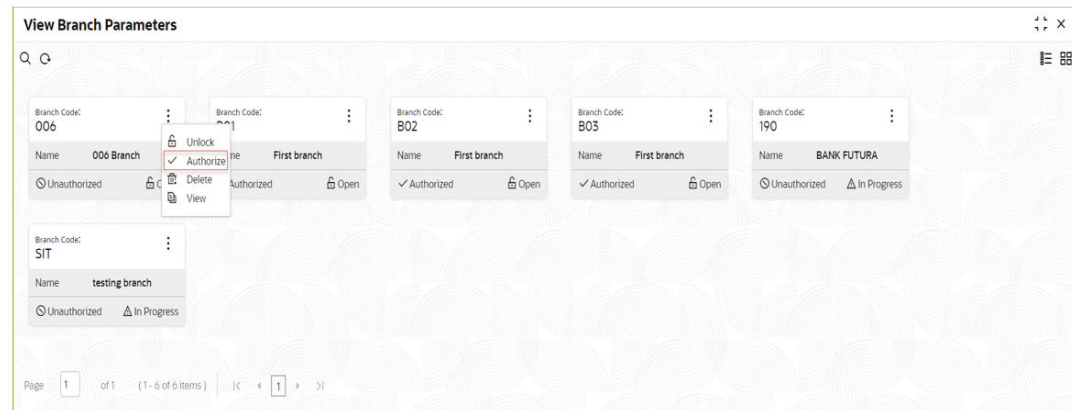 View Branch Parameters
Branch Code:
006
Name 006 Branch
Unauthorized
Unlock
Authorize
Delete
View
Branch Code:
First branch
Authorized Open
Branch Code:
B02
Name First branch
Authorized Open
Branch Code:
B03
Name First branch
Authorized Open
Branch Code:
190
Name BANK FUTURA
Unauthorized In Progress
Branch Code:
SIT
Name testing branch
Unauthorized In Progress
Page 1 of 1 (1 - 6 of 6 items) 1